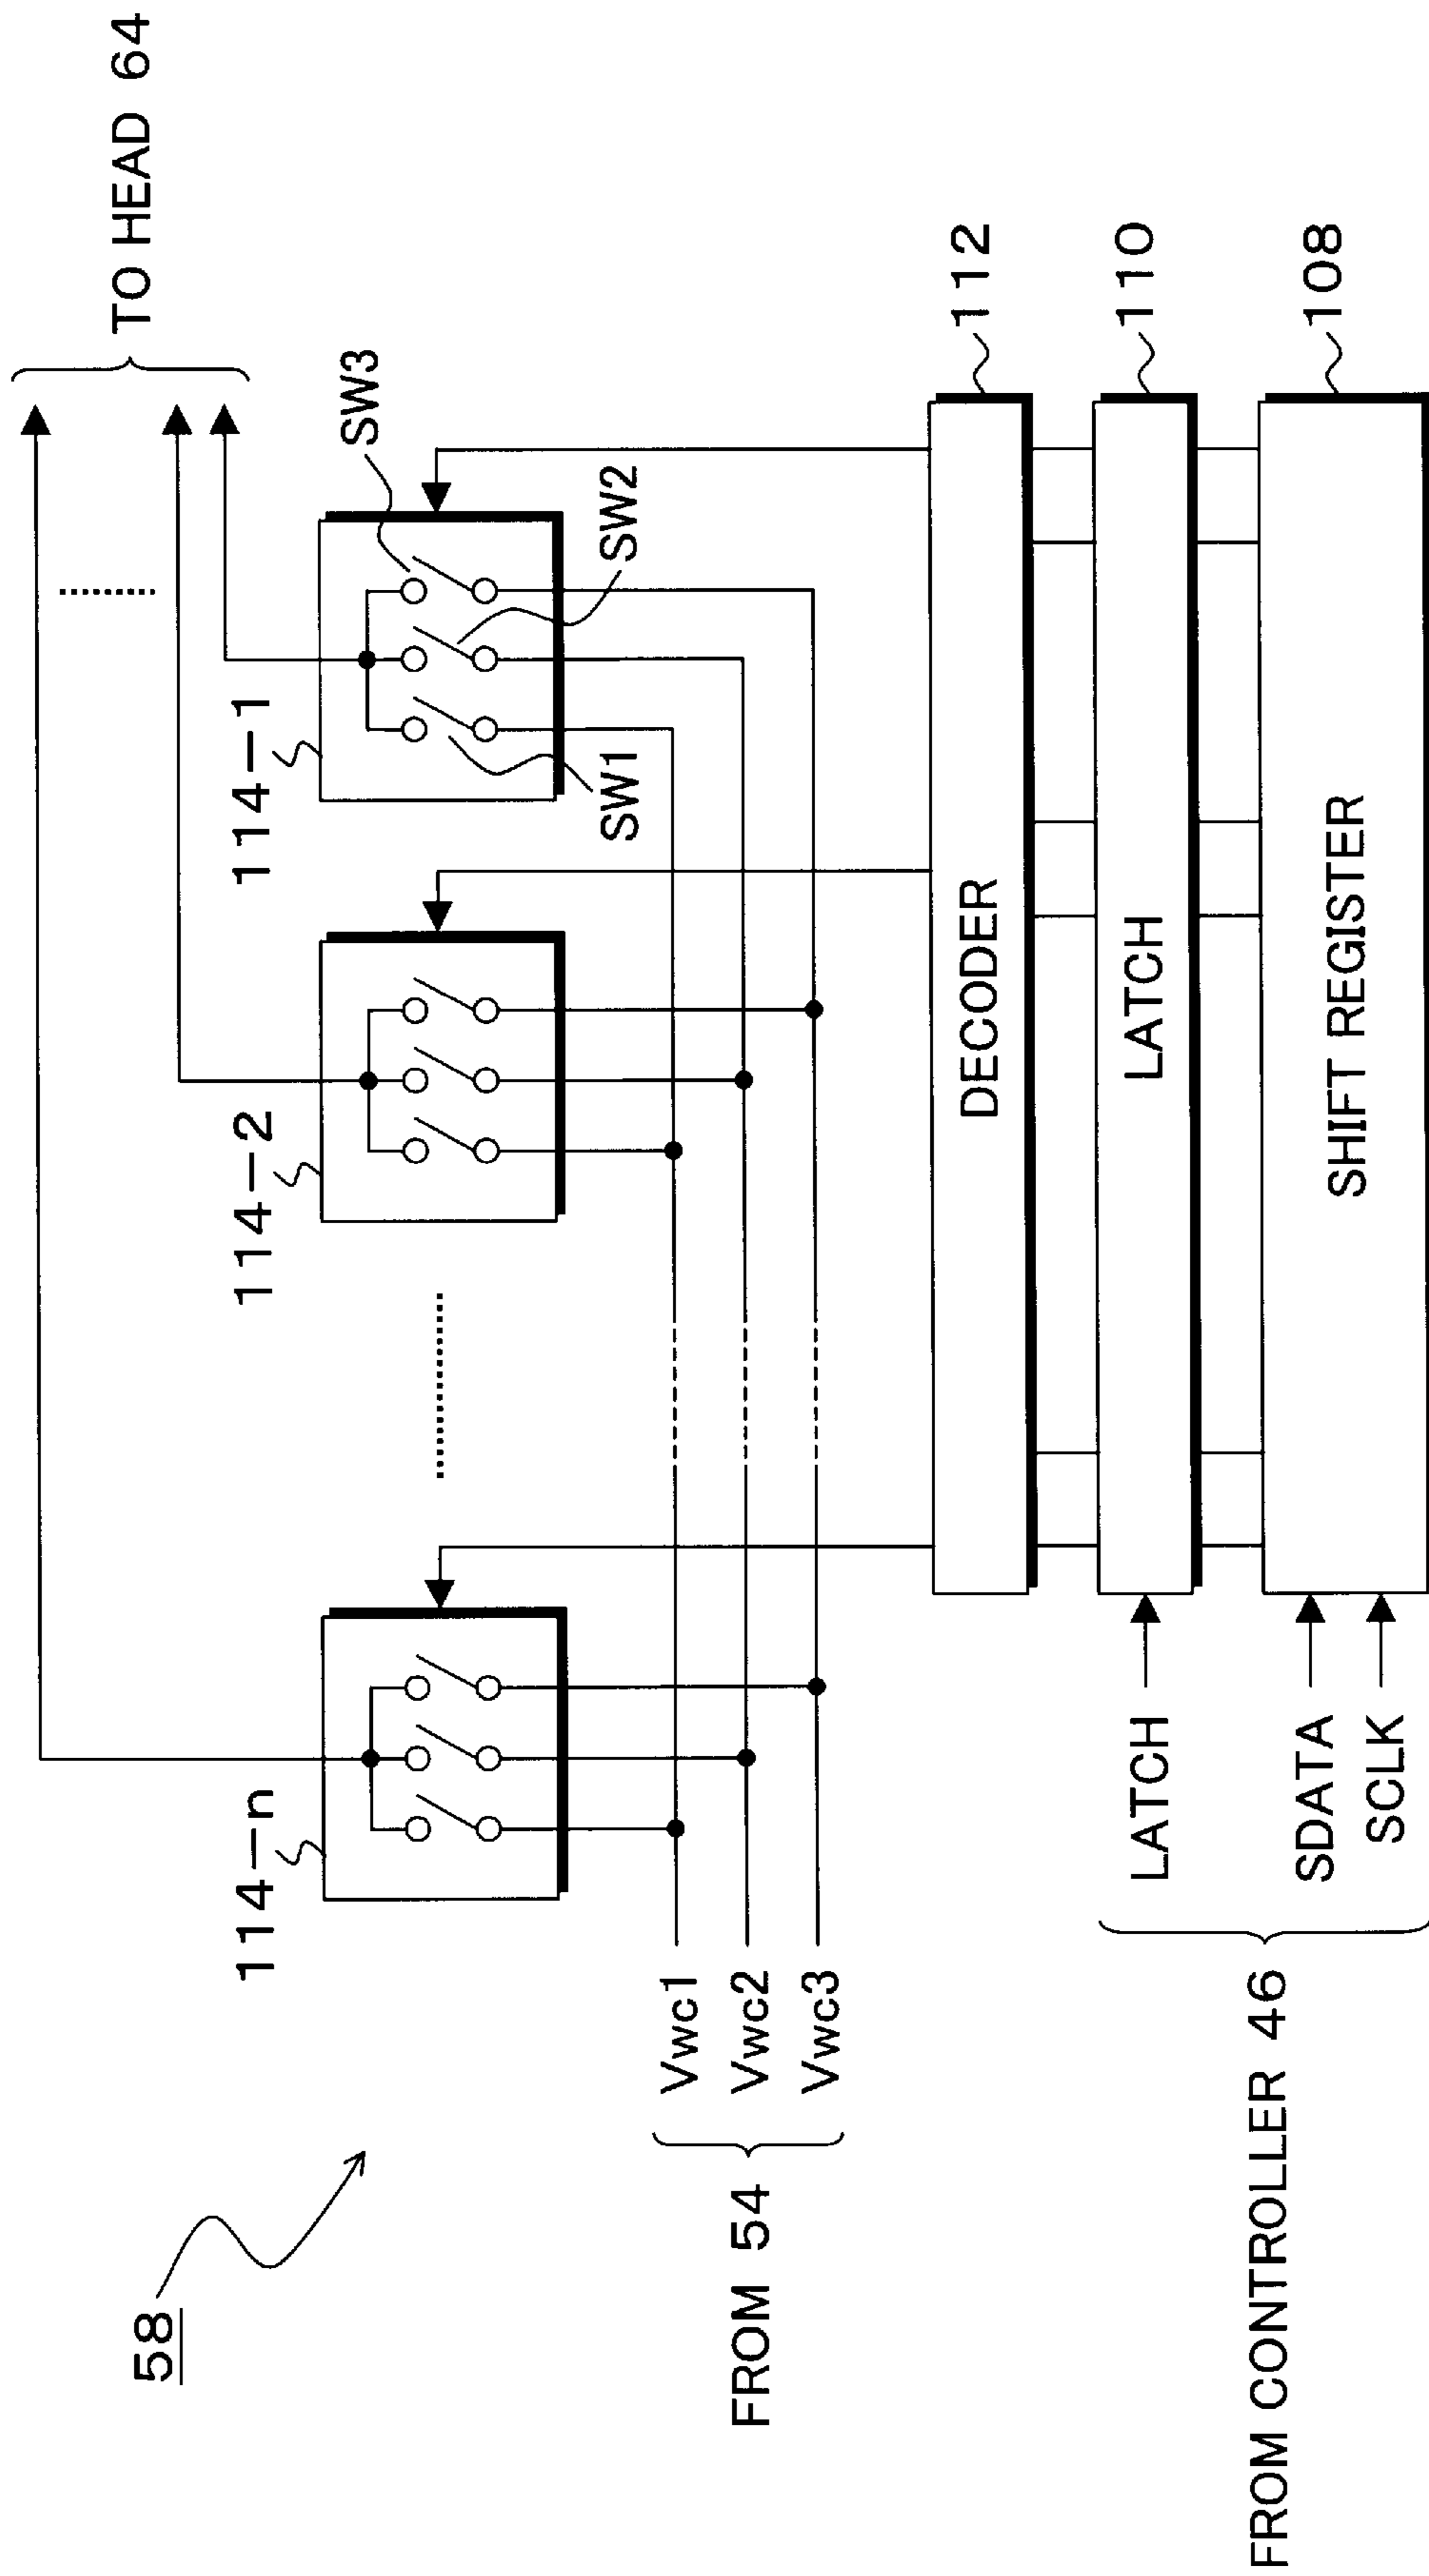 TO HEAD 64
SW3
SW2
SW1
114-1
114-2
114-n
Vwc1
Vwc2
Vwc3
FROM 54
58
DECODER
112
LATCH
110
SHIFT REGISTER
108
LATCH
SDATA
SCLK
FROM CONTROLLER 46